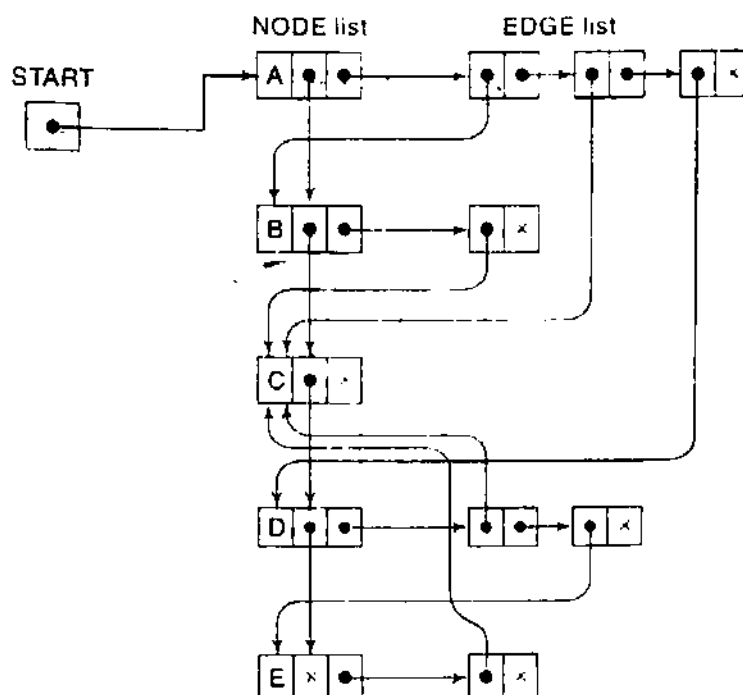 NODE list EDGE list
START
A ×
B ×
C ×
D ×
E × ×